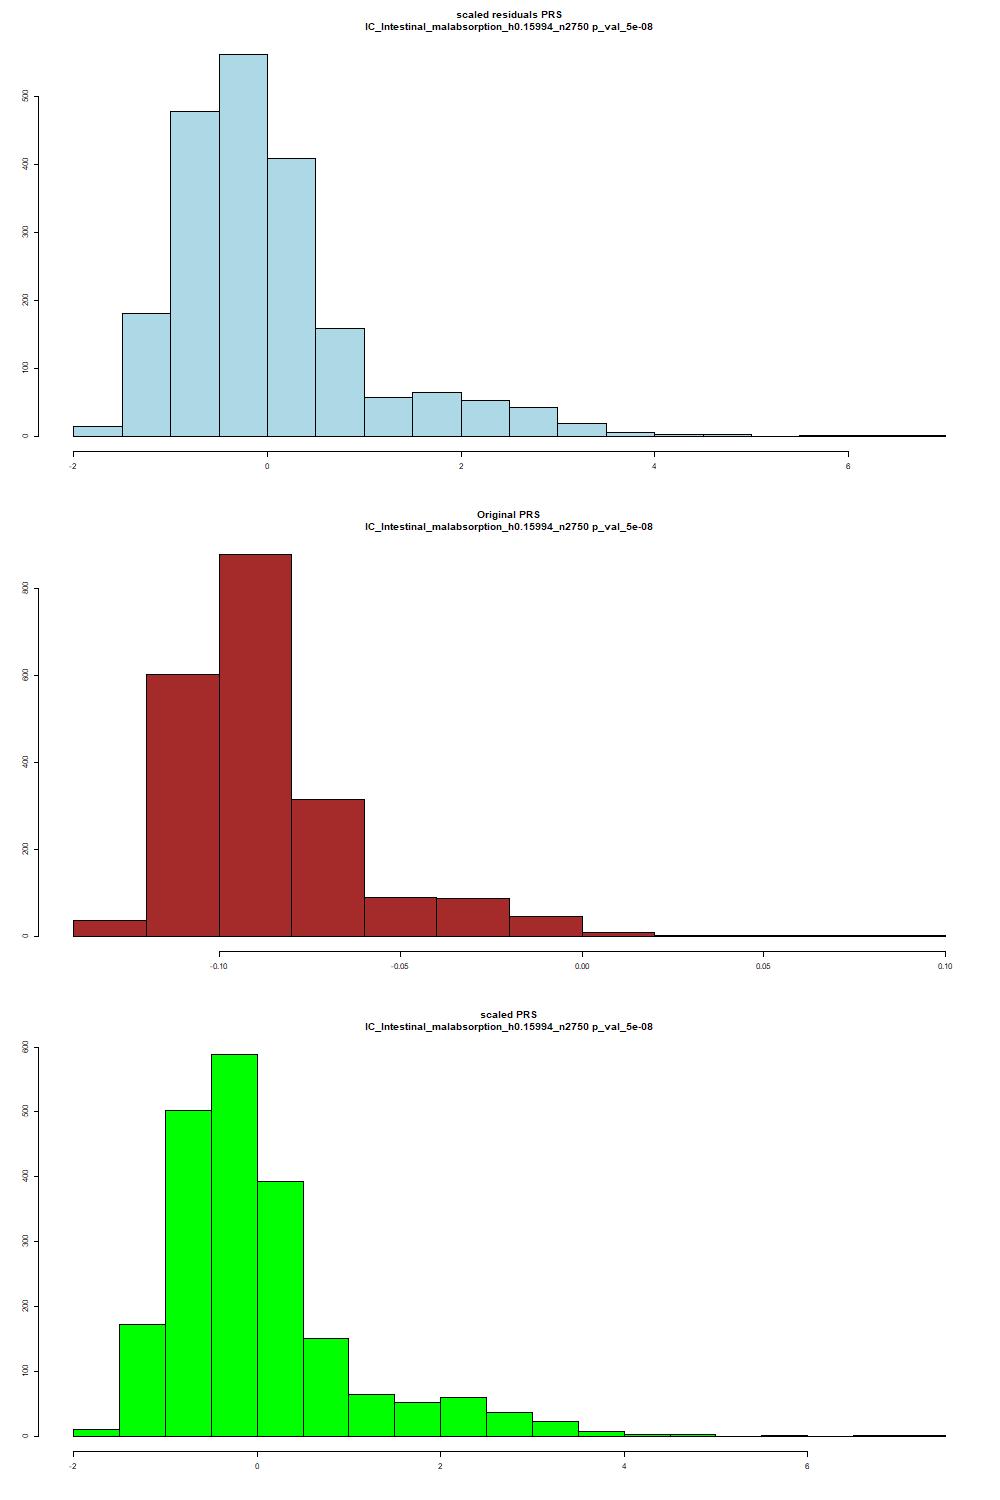 scaled residuals PRS
IC_Intestinal_malabsorption_h0.15994_n2750 p_val_5e-08
500
400
300
200
100
0
-2 0 2 4 6
Original PRS
IC_Intestinal_malabsorption_h0.15994_n2750 p_val_5e-08
800
600
400
200
0
-0.10 -0.05 0.00 0.05 0.10
scaled PRS
IC_Intestinal_malabsorption_h0.15994_n2750 p_val_5e-08
600
500
400
300
200
100
0
-2 0 2 4 6